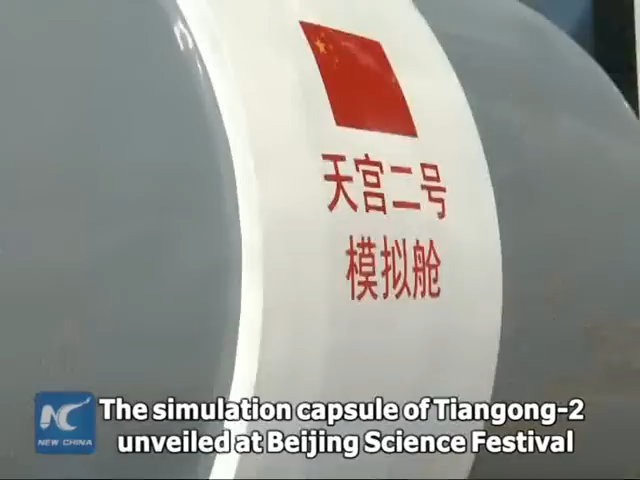 天宫二号
模拟舱
The simulation capsule of Tiangong-2
unveiled at Beijing Science Festival
NC
NEW CHINA